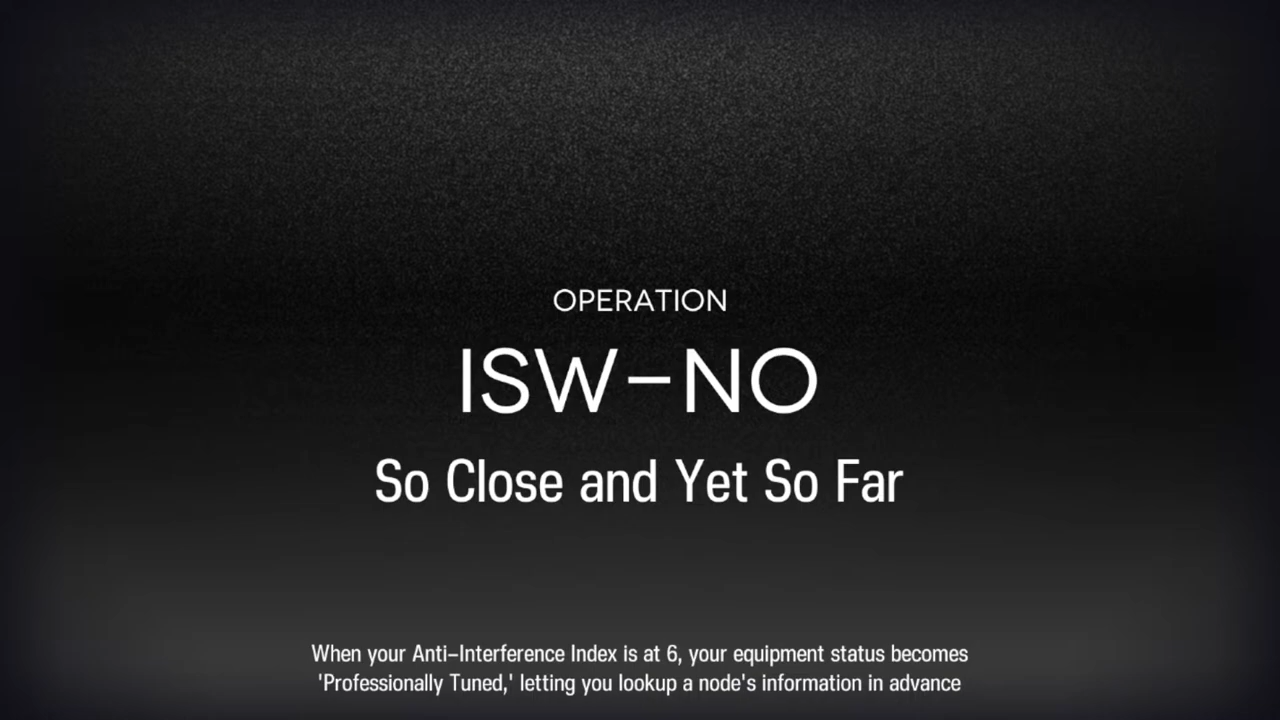 OPERATION
ISW-NO
So Close and Yet So Far
When your Anti-Interference Index is at 6, your equipment status becomes
'Professionally Tuned,' letting you lookup a node's information in advance